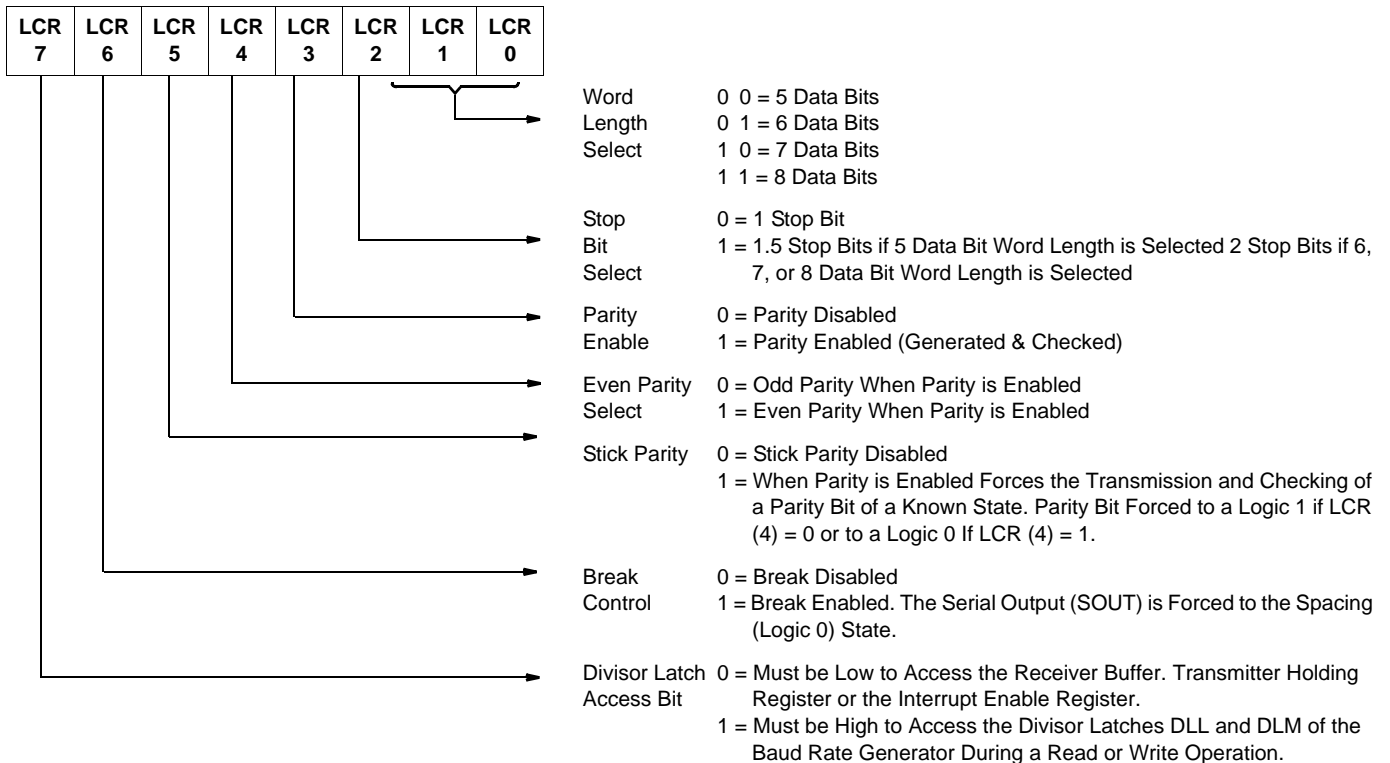 LCR LCR LCR LCR LCR LCR LCR LCR
7 6 5 4 3 2 1 0
Word 0 0 = 5 Data Bits
Length 0 1 = 6 Data Bits
Select 1 0 = 7 Data Bits
1 1 = 8 Data Bits
Stop 0 = 1 Stop Bit
Bit 1 = 1.5 Stop Bits if 5 Data Bit Word Length is Selected 2 Stop Bits if 6,
Select 7, or 8 Data Bit Word Length is Selected
Parity 0 = Parity Disabled
Enable 1 = Parity Enabled (Generated & Checked)
Even Parity 0 = Odd Parity When Parity is Enabled
Select 1 = Even Parity When Parity is Enabled
Stick Parity 0 = Stick Parity Disabled
1 = When Parity is Enabled Forces the Transmission and Checking of
a Parity Bit of a Known State. Parity Bit Forced to a Logic 1 if LCR
(4) = 0 or to a Logic 0 If LCR (4) = 1.
Break 0 = Break Disabled
Control 1 = Break Enabled. The Serial Output (SOUT) is Forced to the Spacing
(Logic 0) State.
Divisor Latch 0 = Must be Low to Access the Receiver Buffer. Transmitter Holding
Access Bit Register or the Interrupt Enable Register.
1 = Must be High to Access the Divisor Latches DLL and DLM of the
Baud Rate Generator During a Read or Write Operation.